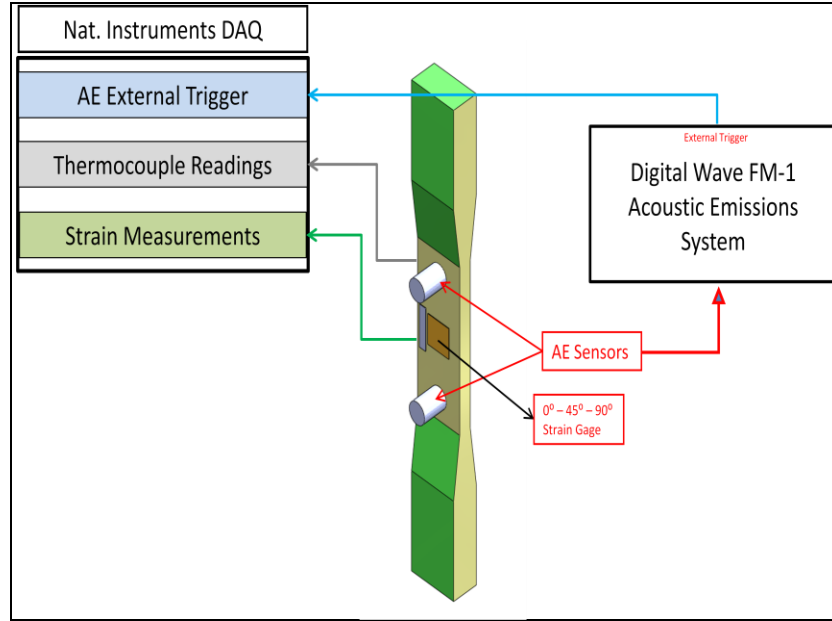 Nat. Instruments DAQ
AE External Trigger
Thermocouple Readings
Strain Measurements
External Trigger
Digital Wave FM-1
Acoustic Emissions
System
AE Sensors
0⁰ – 45⁰ – 90⁰
Strain Gage